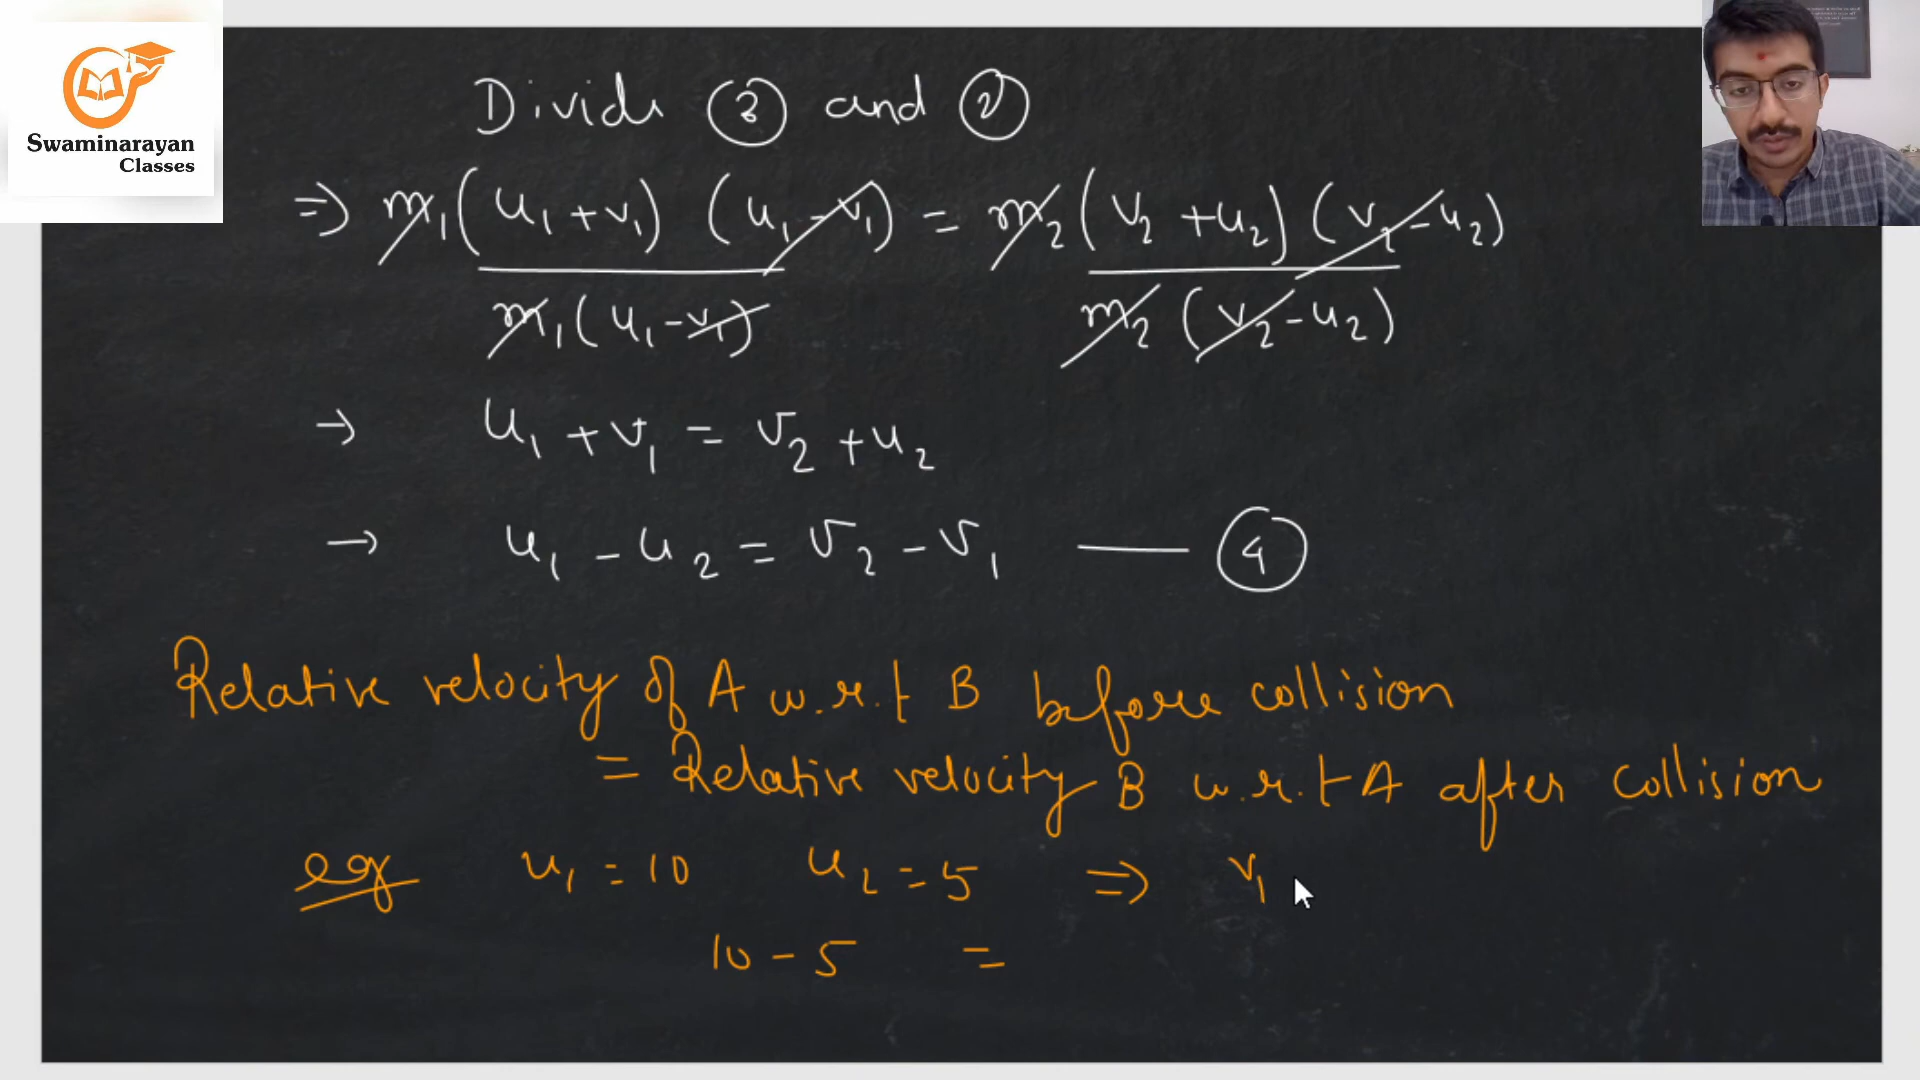 Swaminarayan
Classes
Divide ③ and ②
⇒ m₁(u₁+v₁) (u₁-v₁) = m₂(v₂+u₂)(v₂-u₂)
m₁(u₁-v₁) m₂(v₂-u₂)
→ u₁+v₁ = v₂+u₂
→ u₁-u₂ = v₂-v₁ —— ④
Relative velocity of A w.r.t B before collision
= Relative velocity B w.r.t A after collision
eg u₁=10 u₂=5 ⇒ v₁
10-5 =